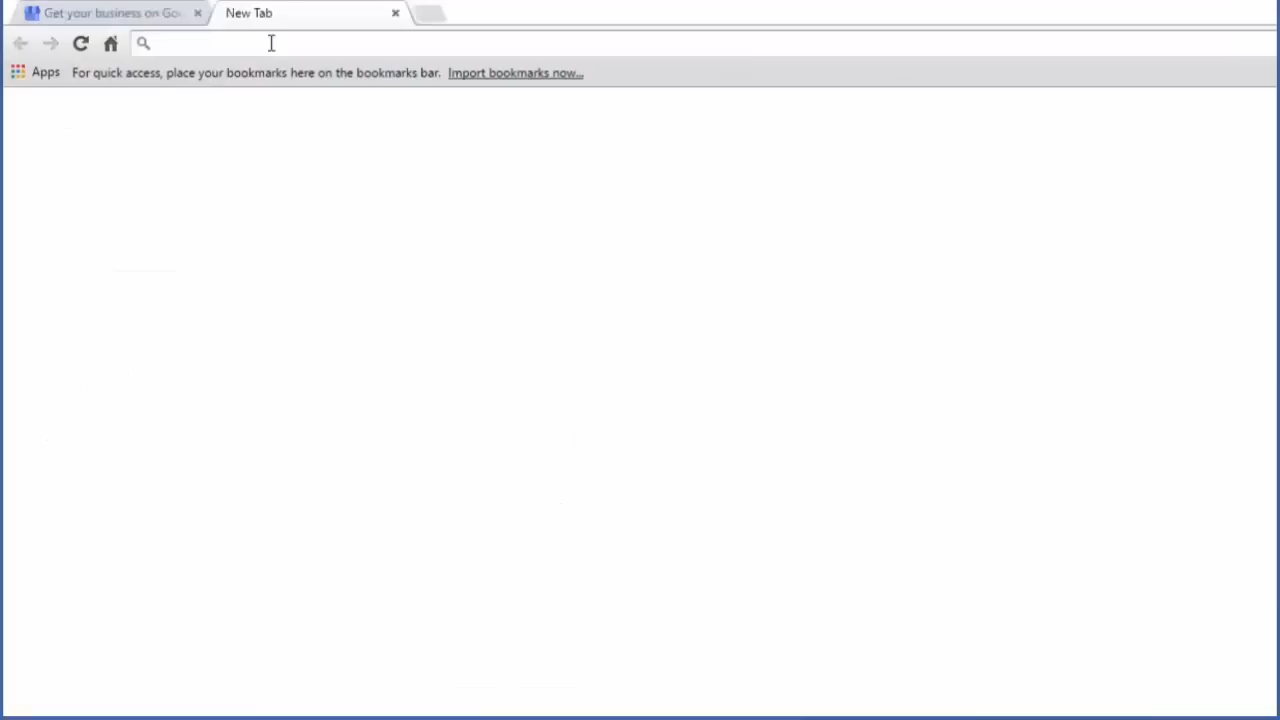 Get your business on Goo
New Tab
Apps
For quick access, place your bookmarks here on the bookmarks bar. Import bookmarks now...